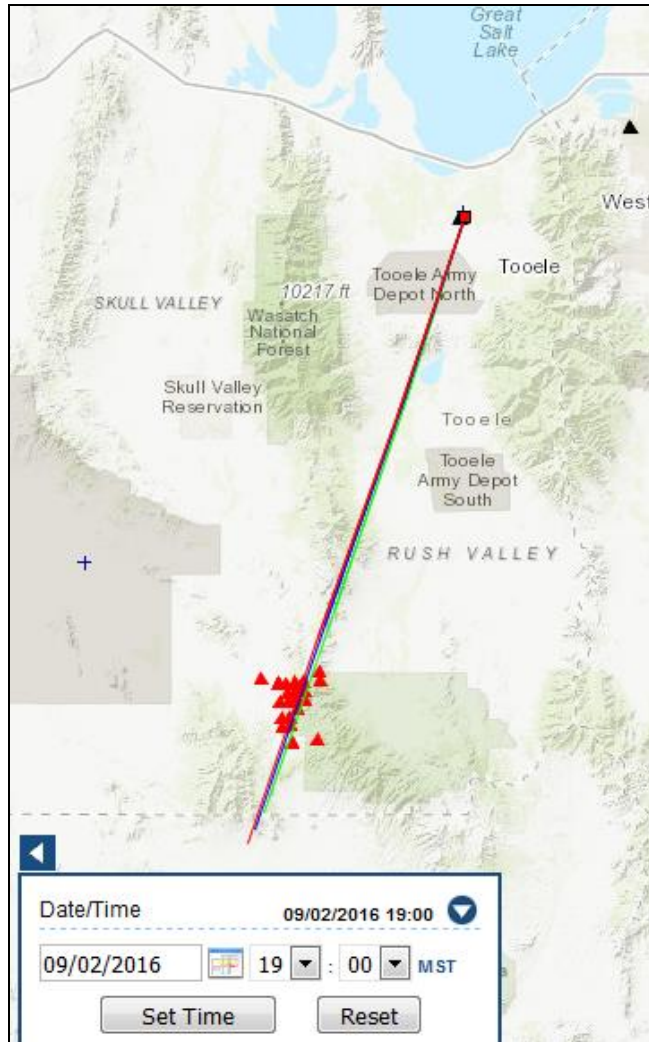 Great
Salt
Lake
West
Tooele Army
Depot North
Tooele
10217 ft
SKULL VALLEY
Wasatch
National
Forest
Skull Valley
Reservation
Tooele
Tooele
Army Depot
South
RUSH VALLEY
Date/Time
09/02/2016 19:00
09/02/2016
19
:
00
MST
Set Time
Reset